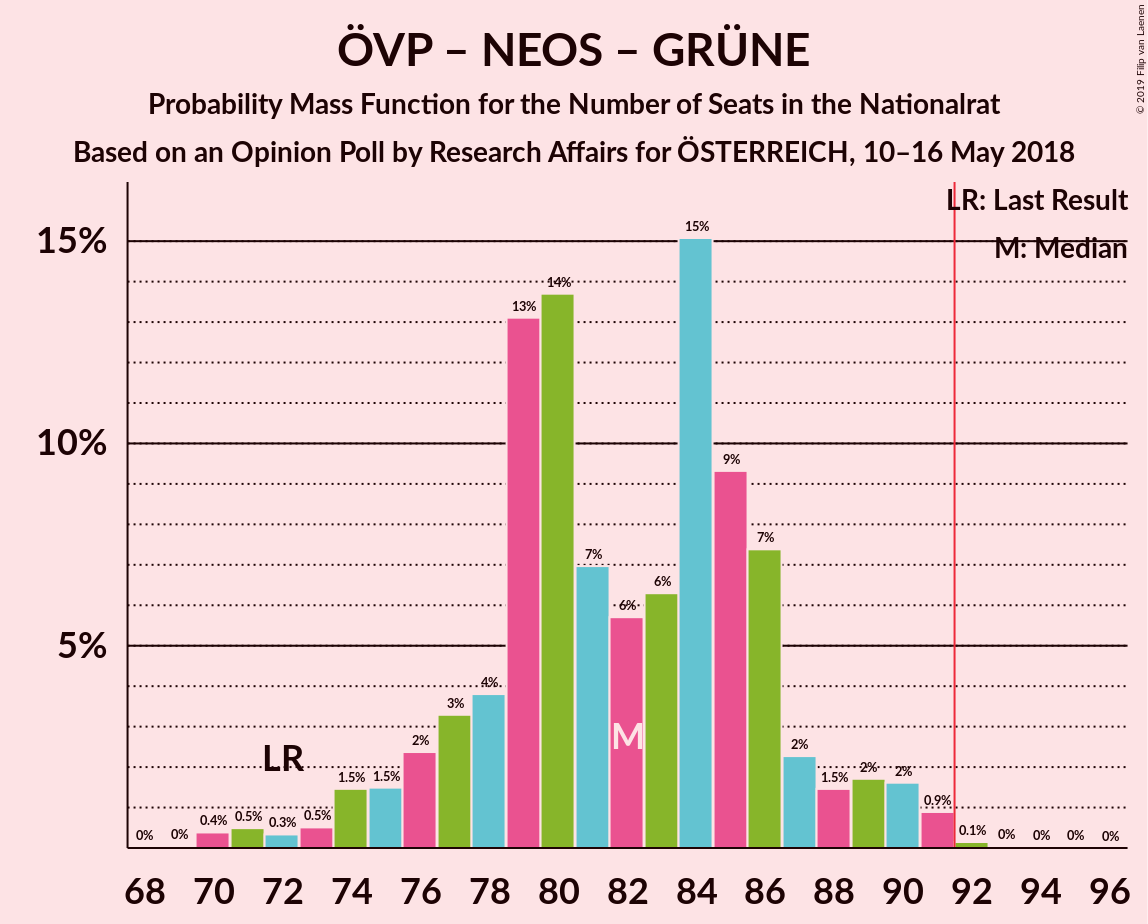 ÖVP – NEOS – GRÜNE
Probability Mass Function for the Number of Seats in the Nationalrat
Based on an Opinion Poll by Research Affairs for ÖSTERREICH, 10–16 May 2018
© 2019 Filip van Laenen
LR: Last Result
M: Median
15%
10%
5%
0% 0% 0.4% 0.5% 0.3% 0.5% 1.5% 1.5% 2% 3% 4% 13% 14% 7% 6% 6% 15% 9% 7% 2% 1.5% 2% 2% 0.9% 0.1% 0% 0% 0% 0%
LR
M
68 70 72 74 76 78 80 82 84 86 88 90 92 94 96